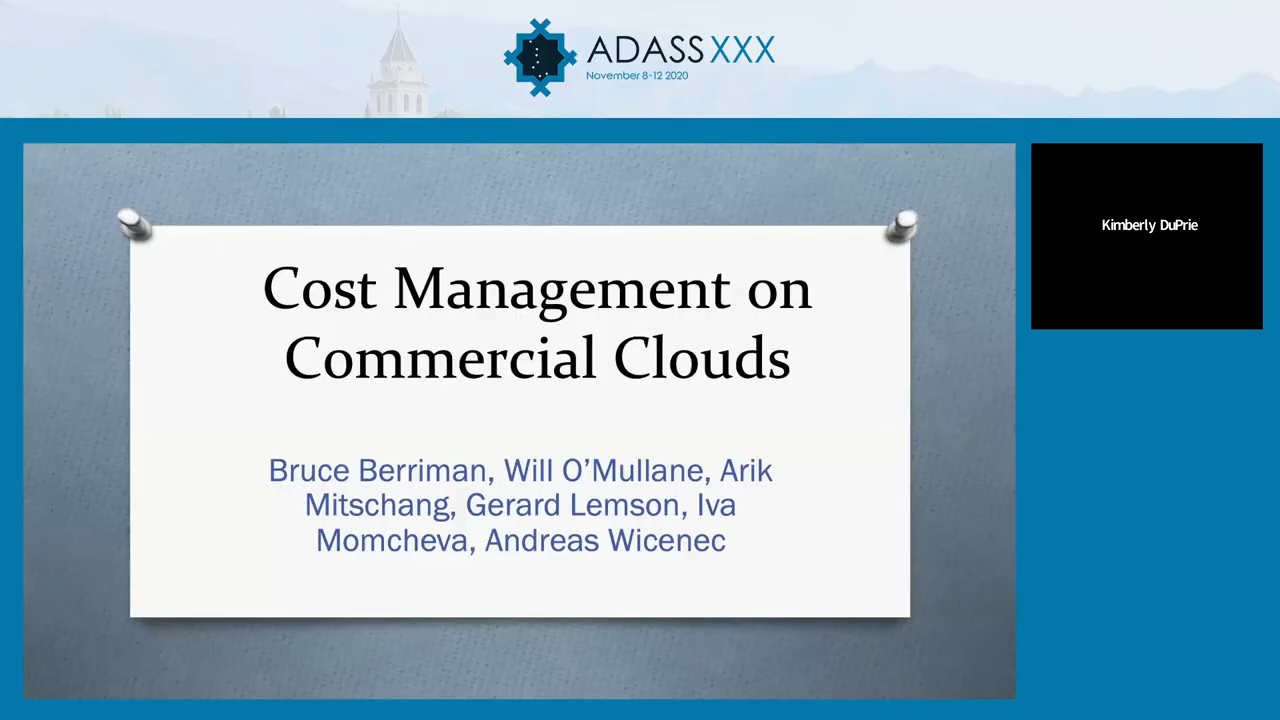 ADASS XXX
November 8-12 2020
Kimberly DuPrie
Cost Management on
Commercial Clouds
Bruce Berriman, Will O’Mullane, Arik
Mitschang, Gerard Lemson, Iva
Momcheva, Andreas Wicenec